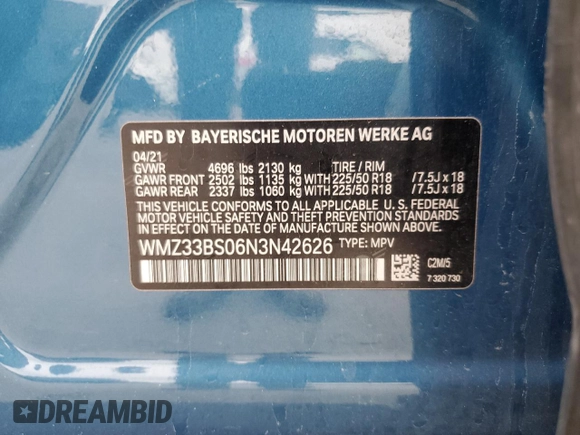 MFD BY BAYERISCHE MOTOREN WERKE AG
04/21
GVWR 4696 lbs 2130 kg TIRE / RIM
GAWR FRONT 2502 lbs 1135 kg WITH 225/50 R18 /7.5J x 18
GAWR REAR 2337 lbs 1060 kg WITH 225/50 R18 /7.5J x 18
THIS VEHICLE CONFORMS TO ALL APPLICABLE U. S. FEDERAL
MOTOR VEHICLE SAFETY AND THEFT PREVENTION STANDARDS
IN EFFECT ON THE DATE OF MANUFACTURE SHOWN ABOVE.
WMZ33BS06N3N42626 TYPE: MPV
C2M/5
7 320 730
DREAMBID